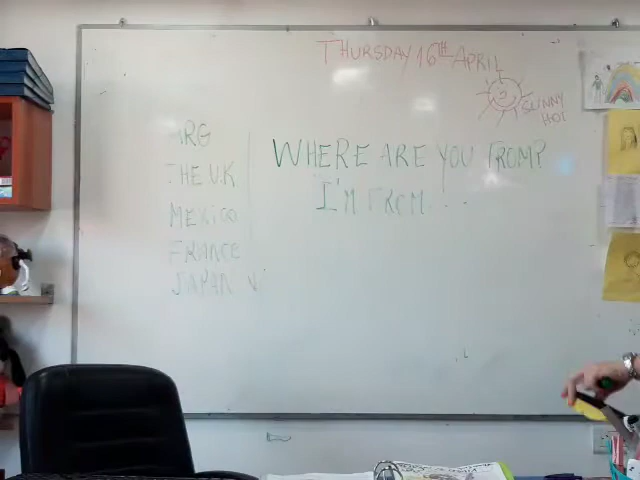 THURSDAY 16TH APRIL
SUNNY
HOT
ARG
THE U.K
MEXICO
FRANCE
JAPAN
WHERE ARE YOU FROM?
I'M FROM ...